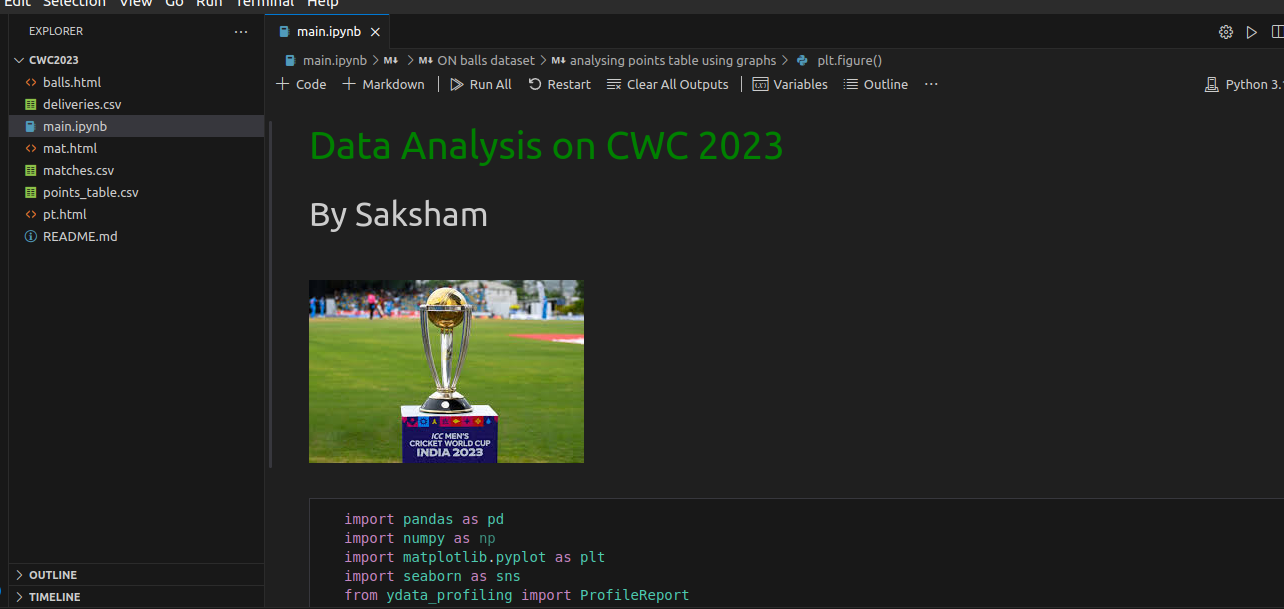 Edit Selection View Go Run Terminal Help
EXPLORER ···
main.ipynb ×
CWC2023
balls.html
deliveries.csv
main.ipynb
mat.html
matches.csv
points_table.csv
pt.html
README.md
OUTLINE
TIMELINE
main.ipynb > M↓ > M↓ ON balls dataset > M↓ analysing points table using graphs > plt.figure()
+ Code + Markdown Run All Restart Clear All Outputs Variables Outline ··· Python 3.
Data Analysis on CWC 2023
By Saksham
ICC MEN'S
CRICKET WORLD CUP
INDIA 2023
import pandas as pd
import numpy as np
import matplotlib.pyplot as plt
import seaborn as sns
from ydata_profiling import ProfileReport